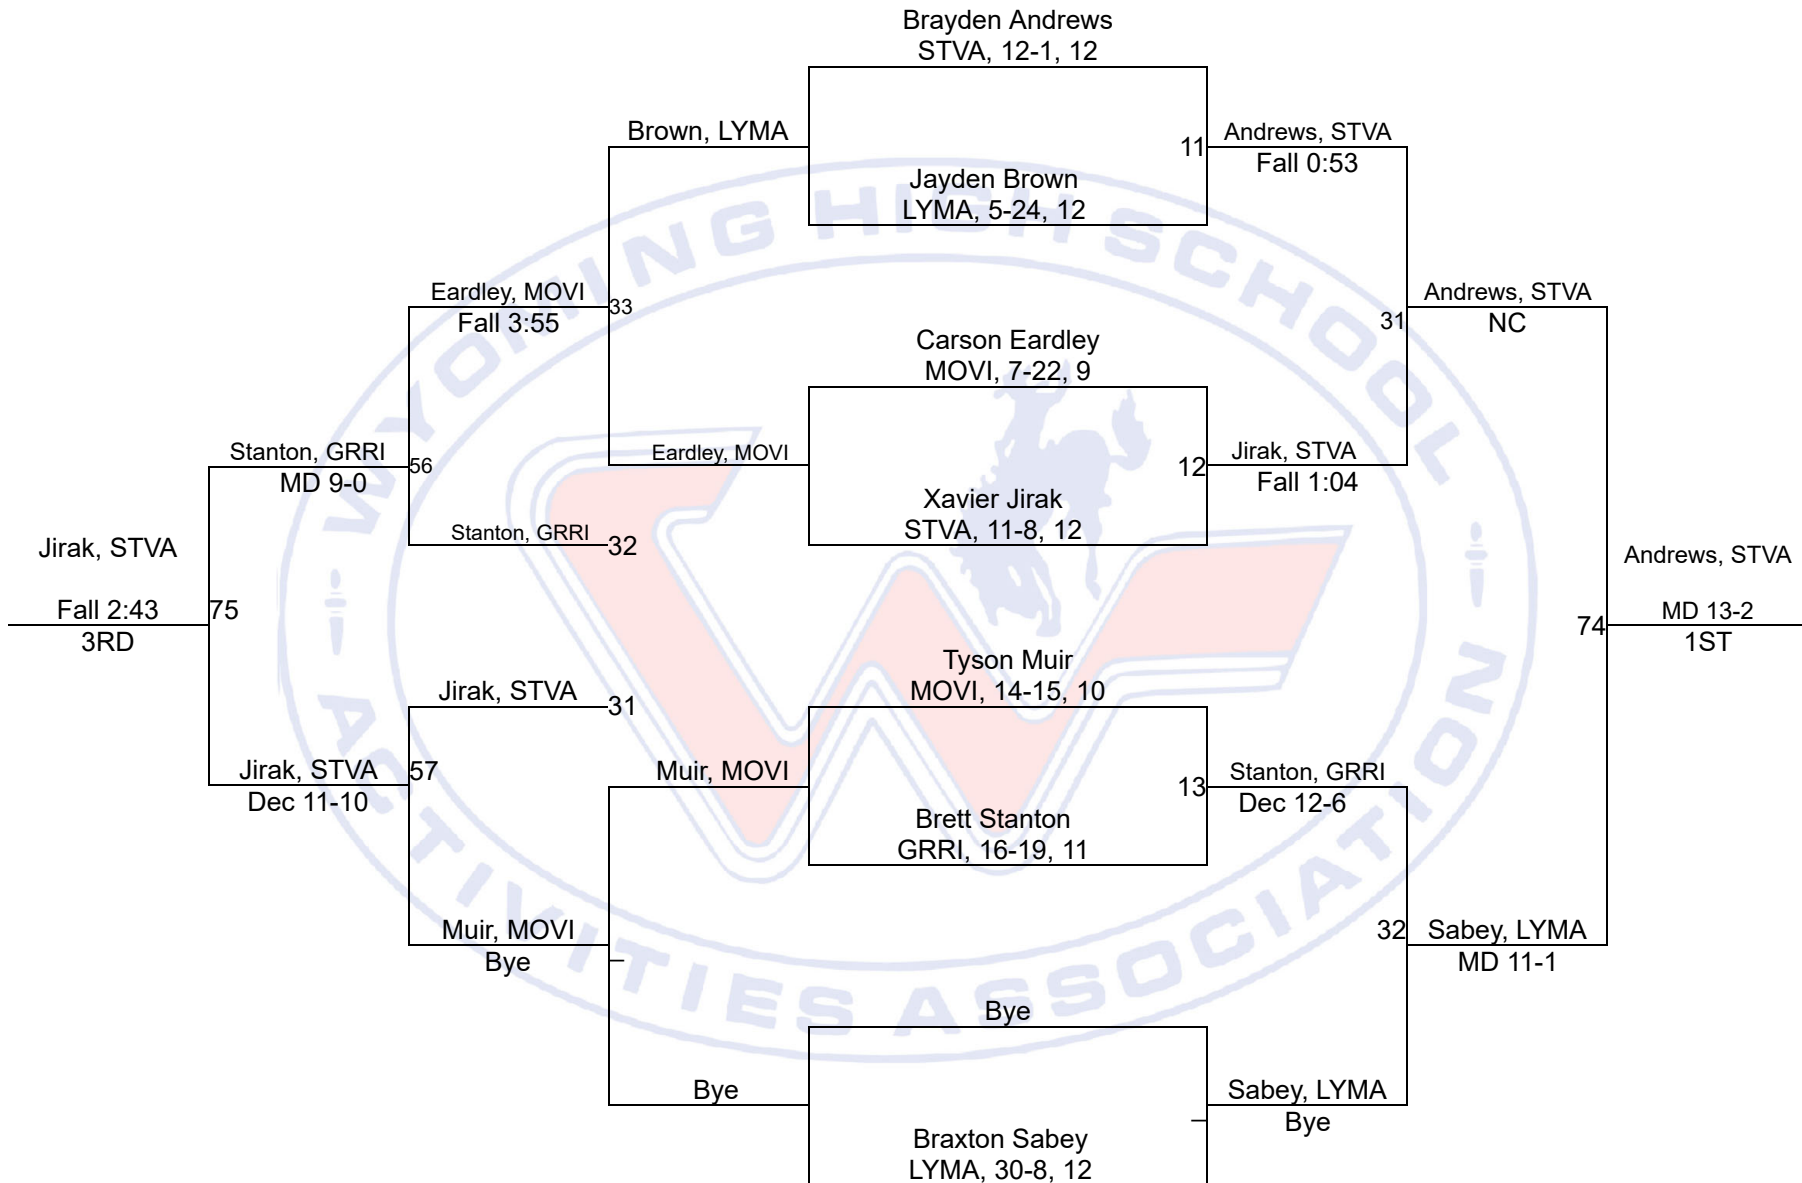 Brayden Andrews
STVA, 12-1, 12
Brown, LYMA
11
Andrews, STVA
Fall 0:53
Jayden Brown
LYMA, 5-24, 12
Eardley, MOVI
Fall 3:55
33
Andrews, STVA
NC
31
Carson Eardley
MOVI, 7-22, 9
Stanton, GRRI
MD 9-0
56
Eardley, MOVI
12
Jirak, STVA
Fall 1:04
Xavier Jirak
STVA, 11-8, 12
Stanton, GRRI
32
Jirak, STVA
Fall 2:43
3RD
75
Andrews, STVA
74
MD 13-2
1ST
Tyson Muir
MOVI, 14-15, 10
Jirak, STVA
31
Jirak, STVA
Dec 11-10
57
Muir, MOVI
13
Stanton, GRRI
Dec 12-6
Brett Stanton
GRRI, 16-19, 11
Muir, MOVI
Bye
32
Sabey, LYMA
MD 11-1
Bye
Bye
Sabey, LYMA
Bye
Braxton Sabey
LYMA, 30-8, 12
WYOMING HIGH SCHOOL
ACTIVITIES ASSOCIATION